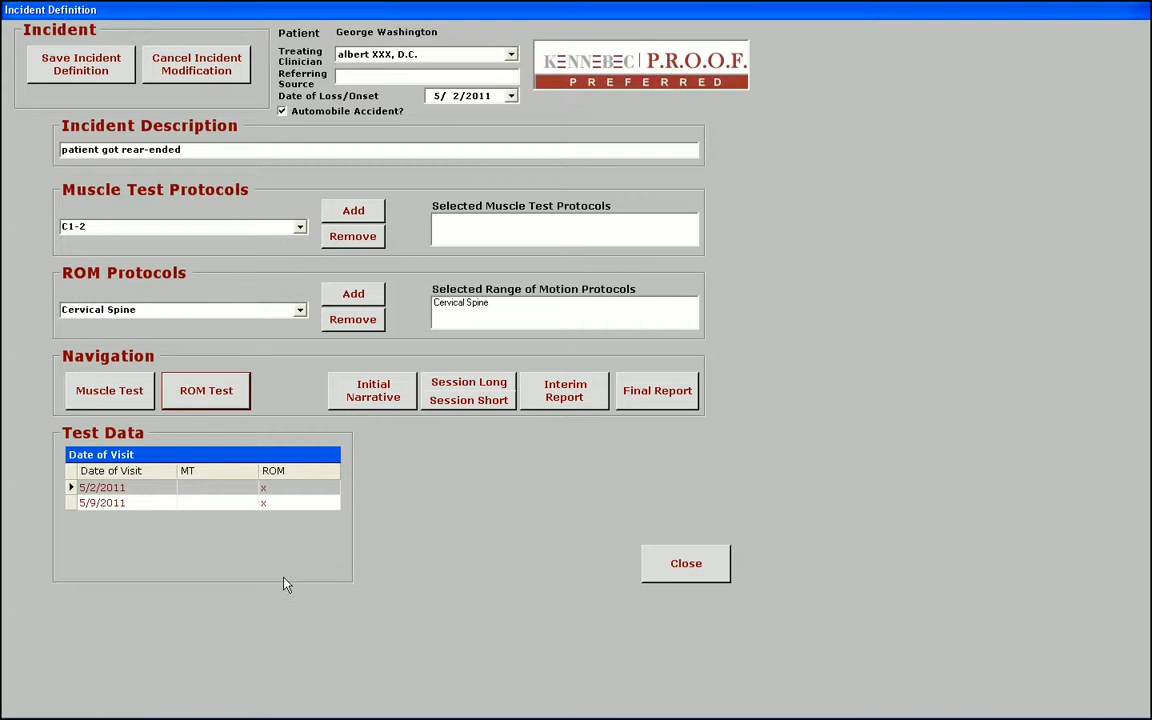 Incident Definition
Incident
Save Incident
Definition
Cancel Incident
Modification
Patient George Washington
Treating
Clinician
albert XXX, D.C.
Referring
Source
Date of Loss/Onset 5/ 2/2011
Automobile Accident?
KENNEBEC | P.R.O.O.F.
PREFERRED
Incident Description
patient got rear-ended
Muscle Test Protocols
C1-2
Add
Remove
Selected Muscle Test Protocols
ROM Protocols
Cervical Spine
Add
Remove
Selected Range of Motion Protocols
Cervical Spine
Navigation
Muscle Test
ROM Test
Initial
Narrative
Session Long
Session Short
Interim
Report
Final Report
Test Data
Date of Visit
Date of Visit MT ROM
5/2/2011 x
5/9/2011 x
Close